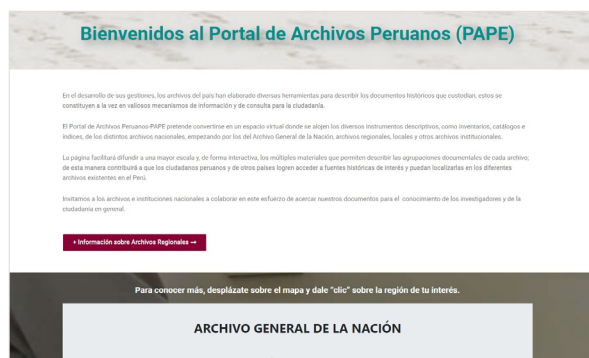 Bienvenidos al Portal de Archivos Peruanos (PAPE)
En el desarrollo de sus gestiones, los archivos del país han elaborado diversas herramientas para describir los documentos históricos que custodian, estos se
constituyen a la vez en valiosos mecanismos de información y de consulta para la ciudadanía.
El Portal de Archivos Peruanos-PAPE pretende convertirse en un espacio virtual donde se alojen los diversos instrumentos descriptivos, como inventarios, catálogos e
índices, de los distintos archivos nacionales, empezando por los del Archivo General de la Nación, archivos regionales, locales y otros archivos institucionales.
La página facilitará difundir a una mayor escala y, de forma interactiva, los múltiples materiales que permiten describir las agrupaciones documentales de cada archivo;
de esta manera contribuirá a que los ciudadanos peruanos y de otros países logren acceder a fuentes históricas de interés y puedan localizarlas en los diferentes
archivos existentes en el Perú.
Invitamos a los archivos e instituciones nacionales a colaborar en este esfuerzo de acercar nuestros documentos para el conocimiento de los investigadores y de la
ciudadanía en general.
+ Información sobre Archivos Regionales →
Para conocer más, desplázate sobre el mapa y dale “clic” sobre la región de tu interés.
ARCHIVO GENERAL DE LA NACIÓN